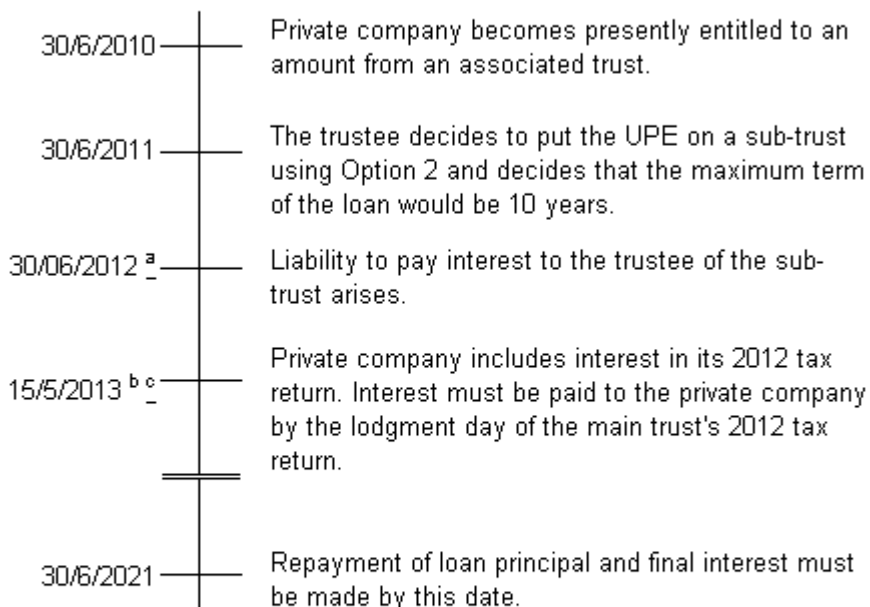 30/6/2010
Private company becomes presently entitled to an
amount from an associated trust.
30/6/2011
The trustee decides to put the UPE on a sub-trust
using Option 2 and decides that the maximum term
of the loan would be 10 years.
30/06/2012 a
Liability to pay interest to the trustee of the sub-
trust arises.
15/5/2013 b c
Private company includes interest in its 2012 tax
return. Interest must be paid to the private company
by the lodgment day of the main trust's 2012 tax
return.
30/6/2021
Repayment of loan principal and final interest must
be made by this date.